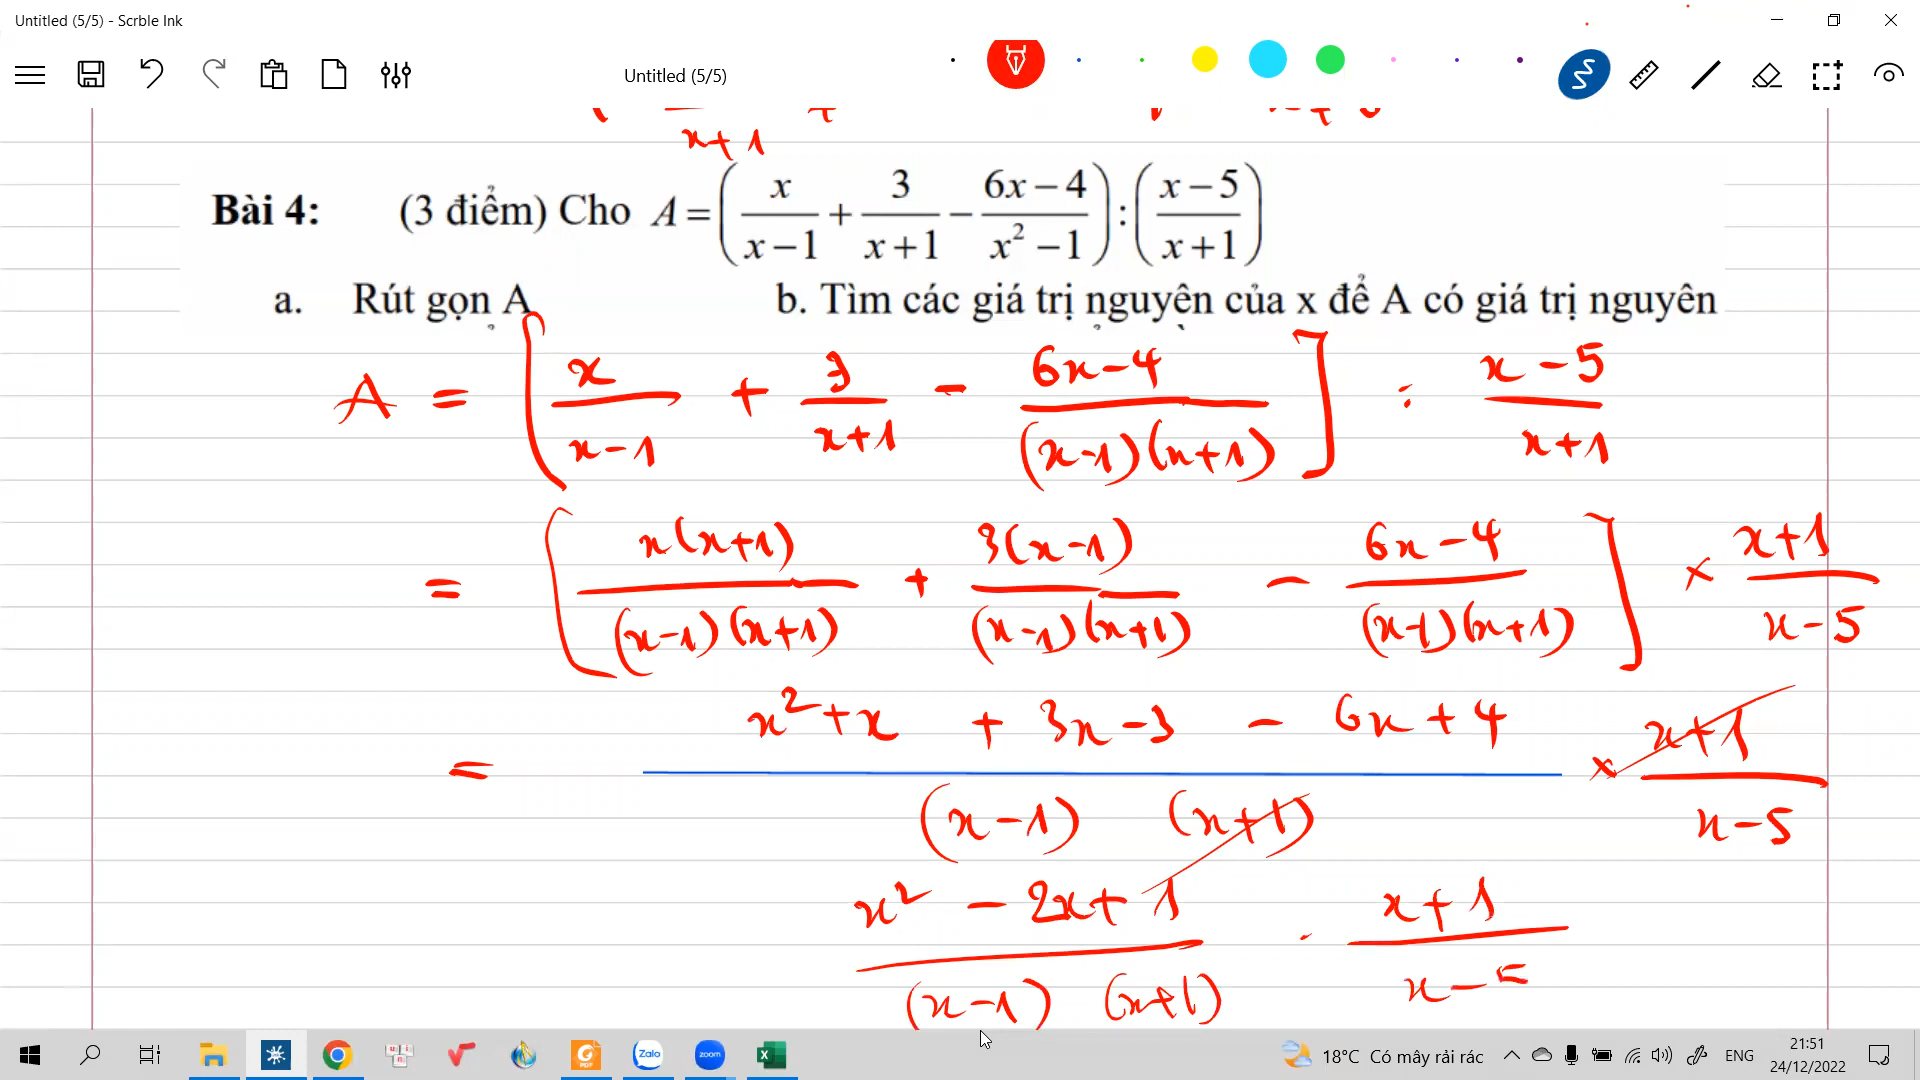 Untitled (5/5) - Scrble Ink
Untitled (5/5)
x+1
Bài 4: (3 điểm) Cho A = ( x/(x−1) + 3/(x+1) − (6x−4)/(x²−1) ) : ( (x−5)/(x+1) )
a. Rút gọn A b. Tìm các giá trị nguyên của x để A có giá trị nguyên
A = [ x/(x-1) + 3/(x+1) - (6x-4)/((x-1)(x+1)) ] : (x-5)/(x+1)
= [ x(x+1)/((x-1)(x+1)) + 3(x-1)/((x-1)(x+1)) - (6x-4)/((x-1)(x+1)) ] × (x+1)/(x-5)
= (x²+x + 3x-3 - 6x+4)/((x-1)(x+1)) × (x+1)/(x-5)
(x² - 2x+1)/((x-1)(x+1)) . (x+1)/(x-5)
Zalo
zoom
18°C Có mây rải rác
ENG
21:51
24/12/2022